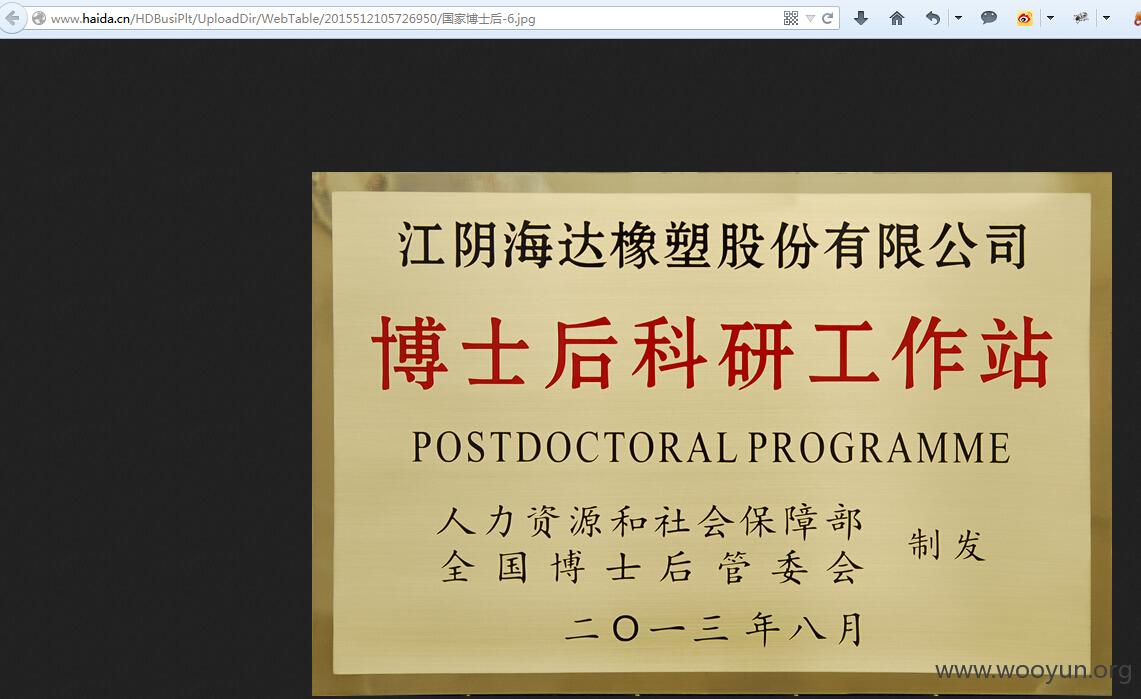 www.haida.cn/HDBusiPlt/UploadDir/WebTable/2015512105726950/国家博士后-6.jpg
江阴海达橡塑股份有限公司
博士后科研工作站
POSTDOCTORAL PROGRAMME
人力资源和社会保障部
全国博士后管委会
制发
二〇一三年八月
www.wooyun.org